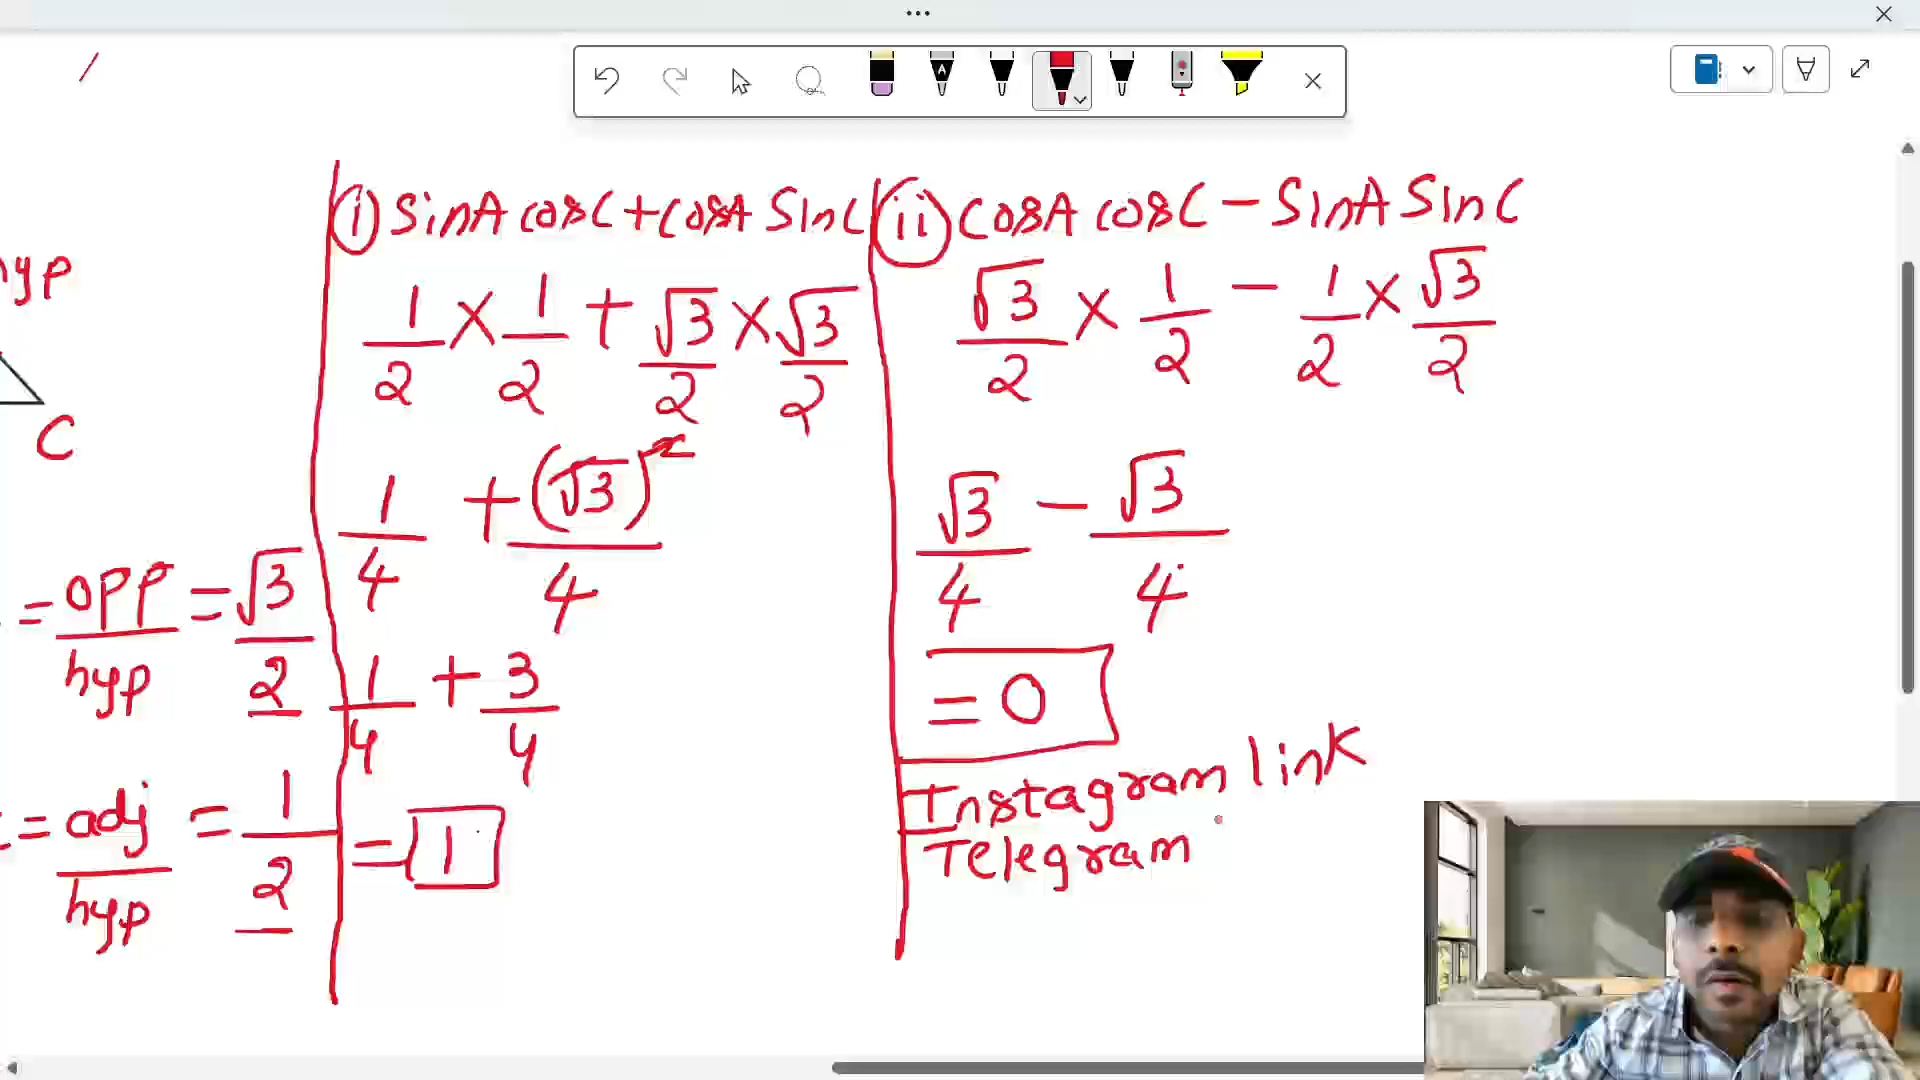 hyp
C
= opp/hyp = √3/2
= adj/hyp = 1/2
i) SinA cosC + cosA SinC
1/2 × 1/2 + √3/2 × √3/2
1/4 + (√3)²/4
1/4 + 3/4
= 1
ii) cosA cosC - SinA SinC
√3/2 × 1/2 - 1/2 × √3/2
√3/4 - √3/4
= 0
Instagram link
Telegram